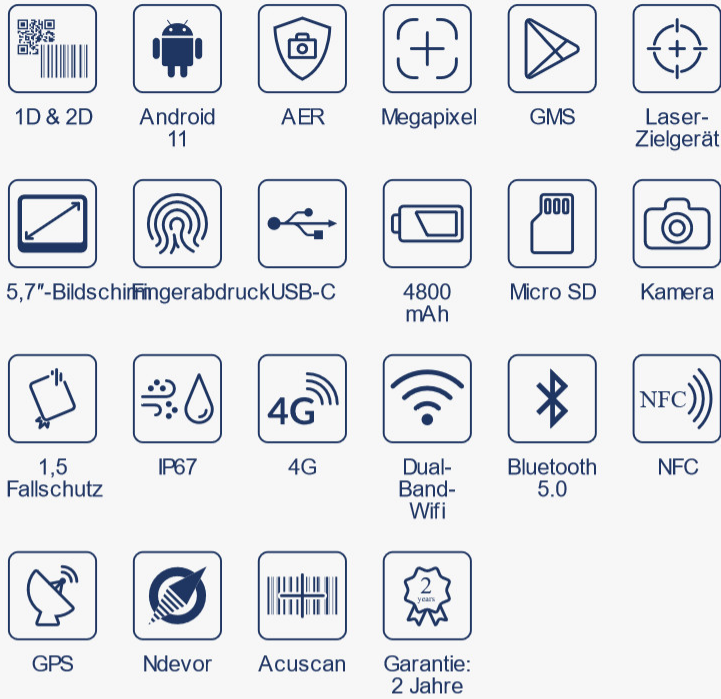 1D & 2D
Android
11
AER
Megapixel
GMS
Laser-
Zielgerät
5,7"-Bildschirm
Fingerabdruck
USB-C
4800
mAh
Micro SD
Kamera
1,5
Fallschutz
IP67
4G
4G
Dual-
Band-
Wifi
Bluetooth
5.0
NFC
NFC
GPS
Ndevor
Acuscan
2
years
Garantie:
2 Jahre